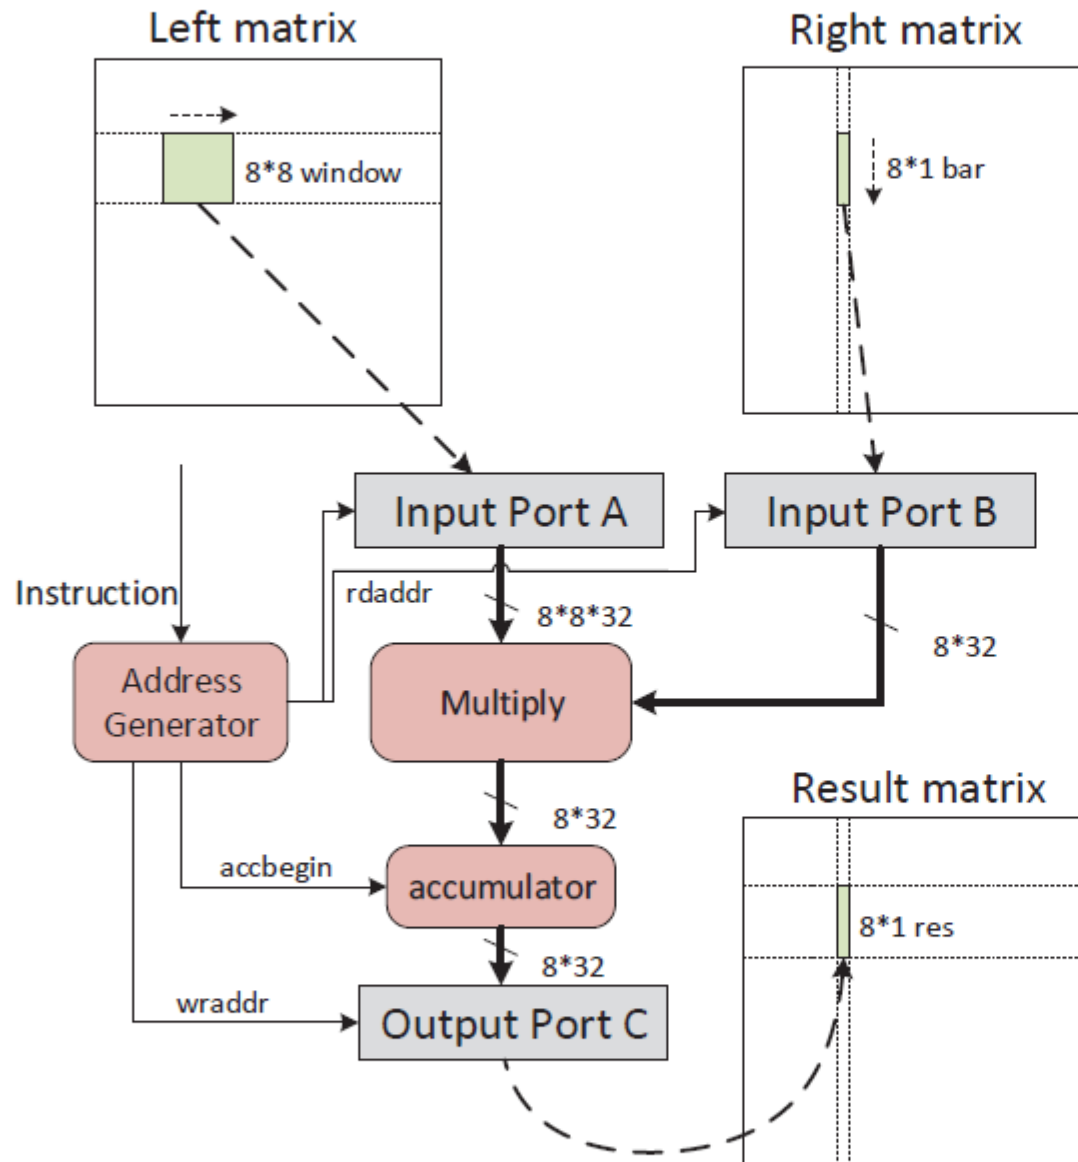 Left matrix
Right matrix
8*8 window
8*1 bar
Input Port A
Input Port B
Instruction
rdaddr
8*8*32
8*32
Address
Generator
Multiply
8*32
Result matrix
accbegin
accumulator
8*1 res
8*32
wraddr
Output Port C